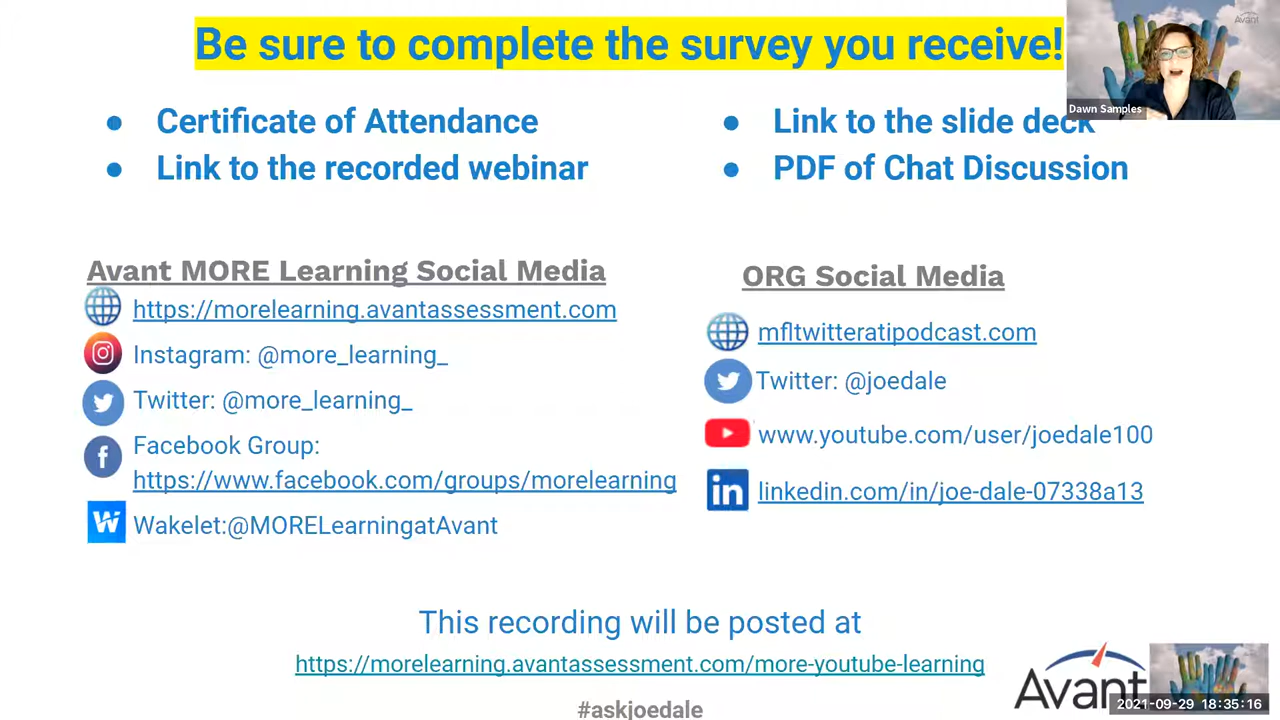 Be sure to complete the survey you receive!
● Certificate of Attendance
● Link to the recorded webinar
● Link to the slide deck
● PDF of Chat Discussion
Avant
Dawn Samples
Avant MORE Learning Social Media
https://morelearning.avantassessment.com
Instagram: @more_learning_
Twitter: @more_learning_
Facebook Group:
https://www.facebook.com/groups/morelearning
Wakelet:@MORELearningatAvant
ORG Social Media
mfltwitteratipodcast.com
Twitter: @joedale
www.youtube.com/user/joedale100
linkedin.com/in/joe-dale-07338a13
This recording will be posted at
https://morelearning.avantassessment.com/more-youtube-learning
#askjoedale
Avant
2021-09-29 18:35:16